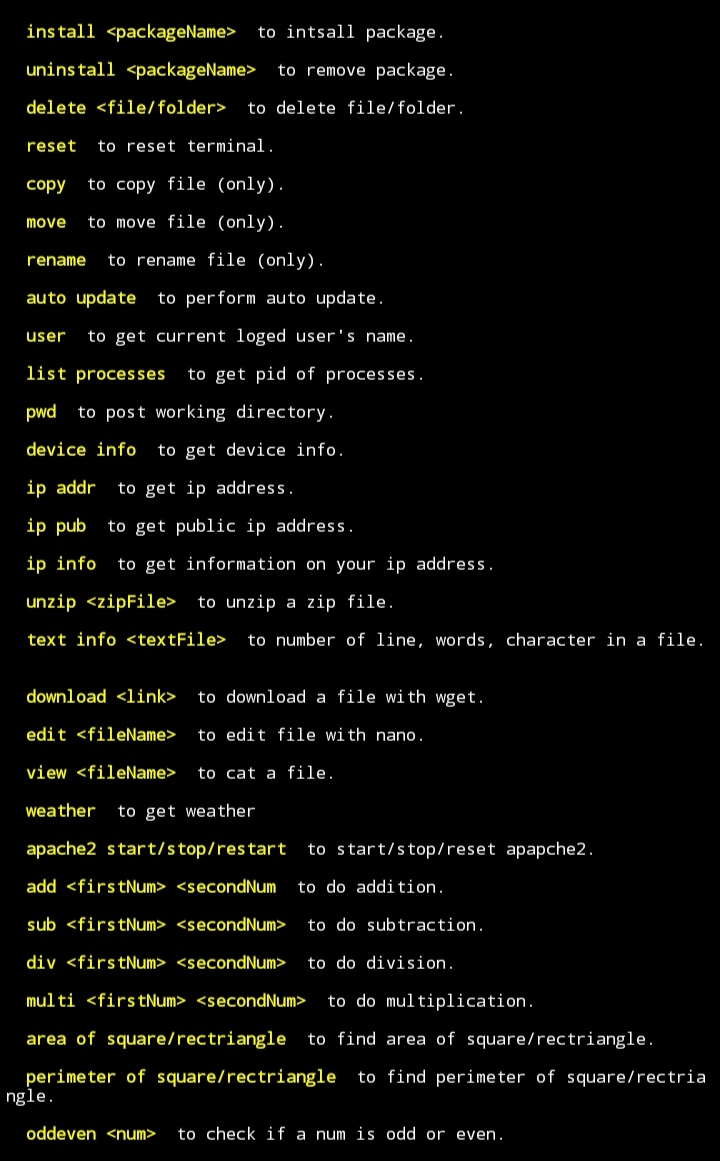 install <packageName>  to intsall package.
uninstall <packageName>  to remove package.
delete <file/folder>  to delete file/folder.
reset  to reset terminal.
copy  to copy file (only).
move  to move file (only).
rename  to rename file (only).
auto update  to perform auto update.
user  to get current loged user's name.
list processes  to get pid of processes.
pwd  to post working directory.
device info  to get device info.
ip addr  to get ip address.
ip pub  to get public ip address.
ip info  to get information on your ip address.
unzip <zipFile>  to unzip a zip file.
text info <textFile>  to number of line, words, character in a file.
download <link>  to download a file with wget.
edit <fileName>  to edit file with nano.
view <fileName>  to cat a file.
weather  to get weather
apache2 start/stop/restart  to start/stop/reset apapche2.
add <firstNum> <secondNum  to do addition.
sub <firstNum> <secondNum>  to do subtraction.
div <firstNum> <secondNum>  to do division.
multi <firstNum> <secondNum>  to do multiplication.
area of square/rectriangle  to find area of square/rectriangle.
perimeter of square/rectriangle  to find perimeter of square/rectria
ngle.
oddeven <num>  to check if a num is odd or even.